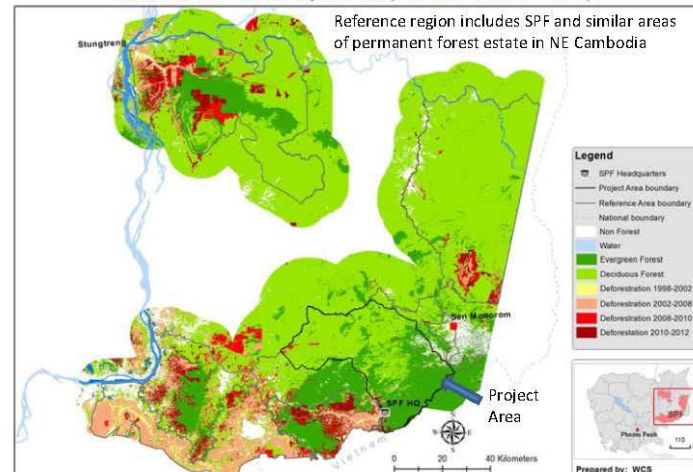 Reference region includes SPF and similar areas
of permanent forest estate in NE Cambodia
Stungtreng
Legend
SPF Headquarters
Project Area boundary
Reference Area boundary
National boundary
Non Forest
Water
Evergreen Forest
Deciduous Forest
Deforestration 1998-2002
Deforestration 2002-2008
Deforestration 2008-2010
Deforestation 2010-2012
Sen Monorom
Project
Area
SPF HQ
Vietnam
N
W E
S
0 20 40 Kilometers
SPF
Phnom Penh
110
Prepared by: WCS